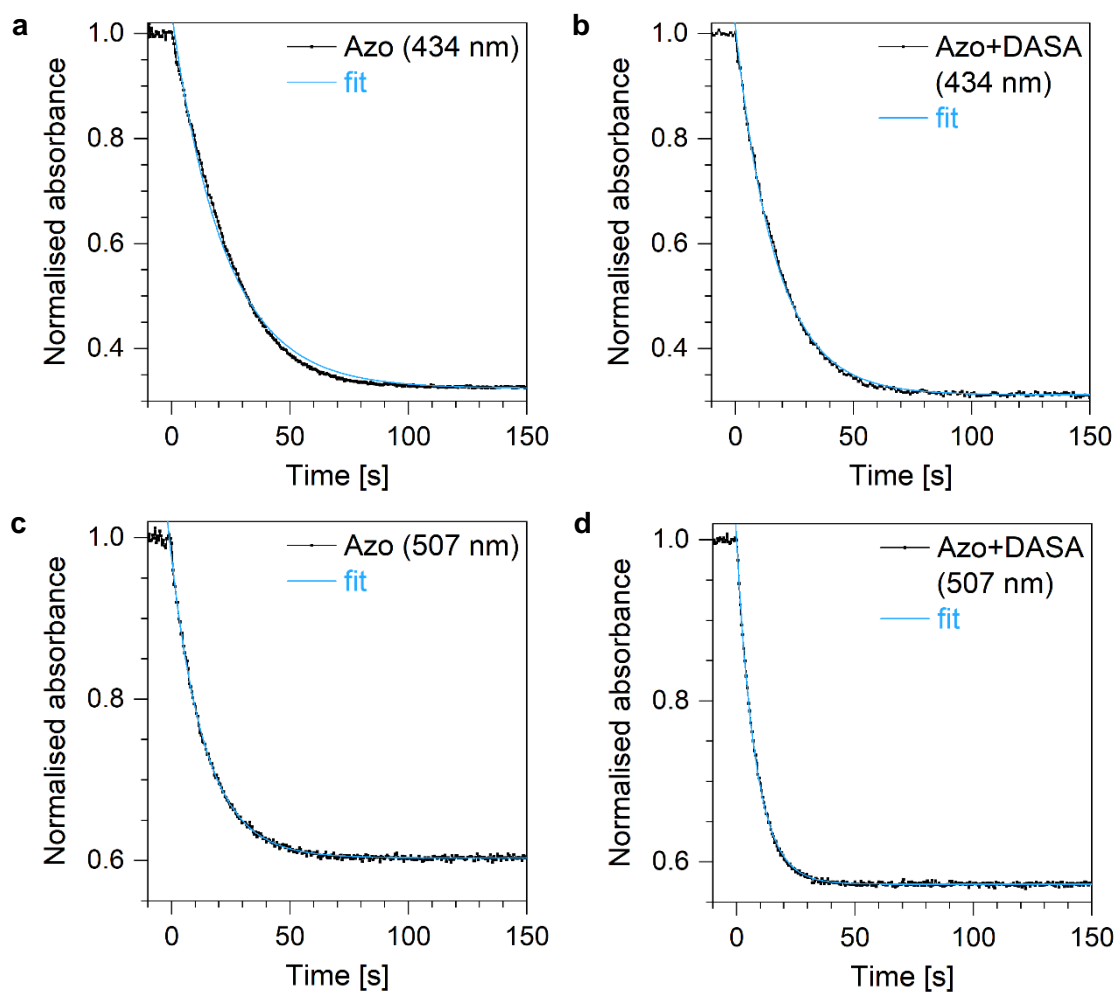 a
Normalised absorbance
1.0
0.8
0.6
0.4
Azo (434 nm)
fit
0
50
100
150
Time [s]
b
Normalised absorbance
1.0
0.8
0.6
0.4
Azo+DASA
(434 nm)
fit
0
50
100
150
Time [s]
c
Normalised absorbance
1.0
0.8
0.6
Azo (507 nm)
fit
0
50
100
150
Time [s]
d
Normalised absorbance
1.0
0.8
0.6
Azo+DASA
(507 nm)
fit
0
50
100
150
Time [s]